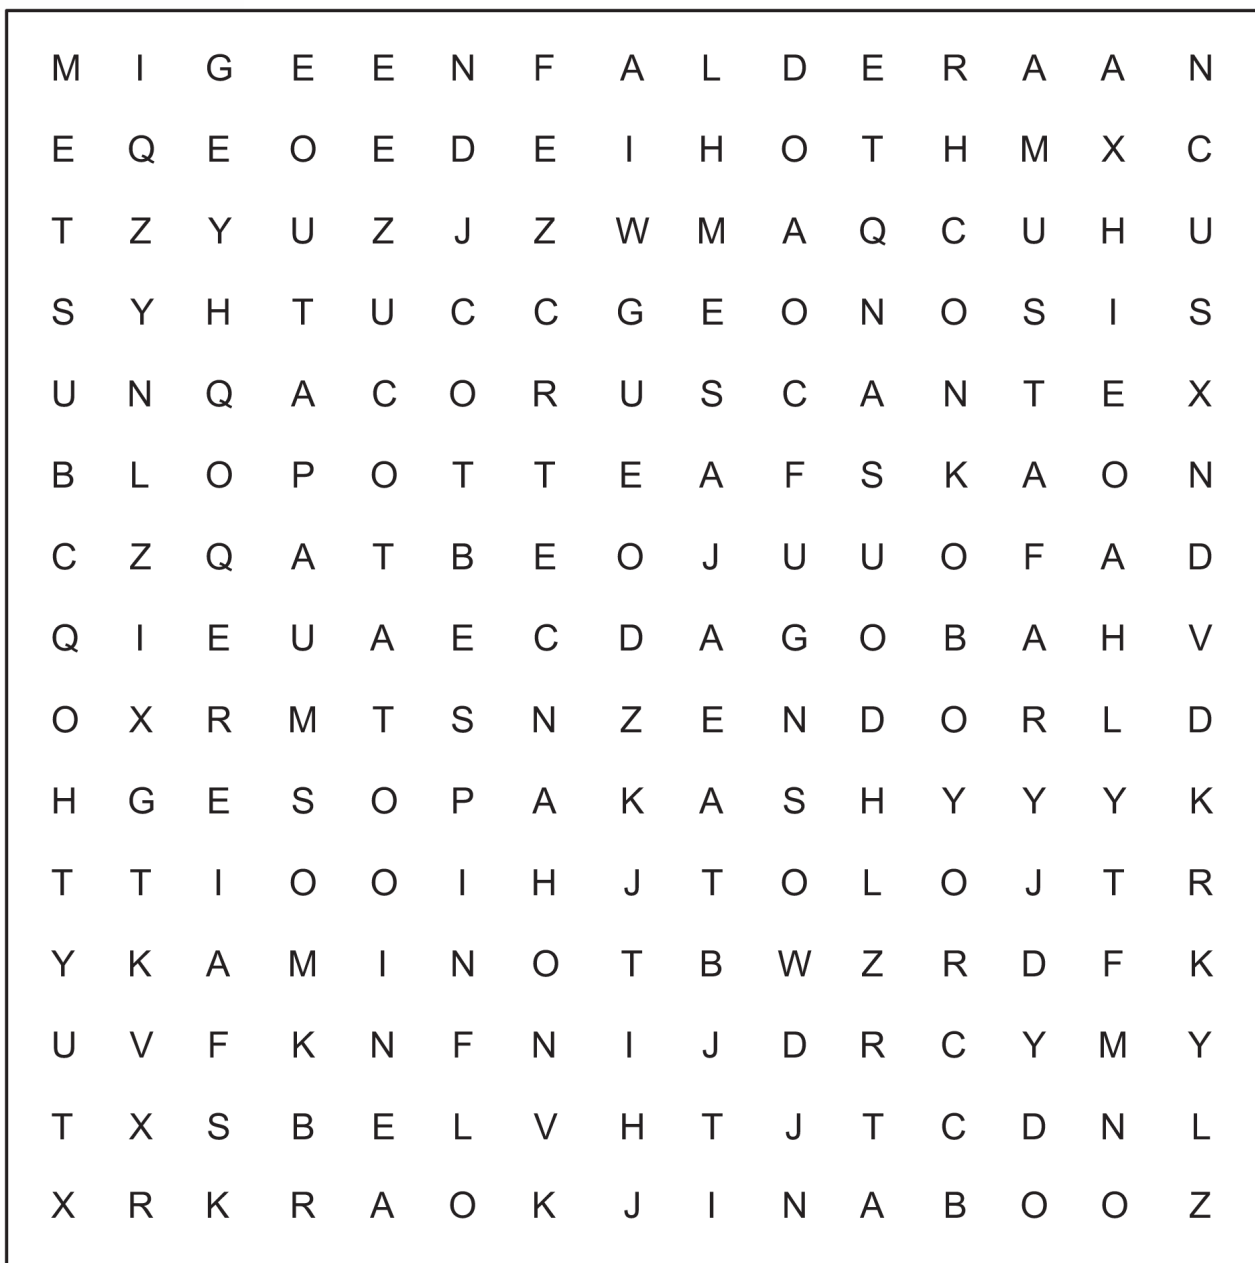 M I G E E N F A L D E R A A N
E Q E O E D E I H O T H M X C
T Z Y U Z J Z W M A Q C U H U
S Y H T U C C G E O N O S I S
U N Q A C O R U S C A N T E X
B L O P O T T E A F S K A O N
C Z Q A T B E O J U U O F A D
Q I E U A E C D A G O B A H V
O X R M T S N Z E N D O R L D
H G E S O P A K A S H Y Y Y K
T T I O O I H J T O L O J T R
Y K A M I N O T B W Z R D F K
U V F K N F N I J D R C Y M Y
T X S B E L V H T J T C D N L
X R K R A O K J I N A B O O Z